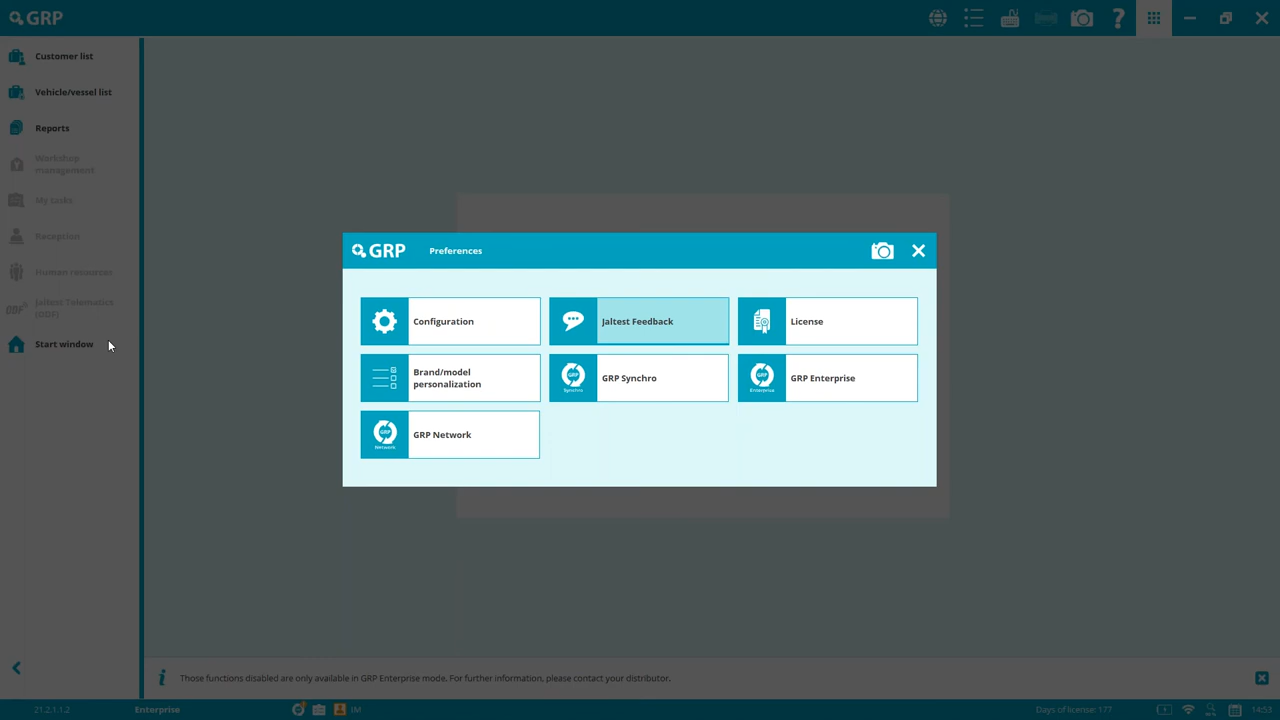 GRP
Customer list
Vehicle/vessel list
Reports
Workshop
management
My tasks
Reception
Human resources
Jaltest Telematics
(ODF)
Start window
GRP Preferences
Configuration
Jaltest Feedback
License
Brand/model
personalization
GRP Synchro
GRP Enterprise
GRP Network
Those functions disabled are only available in GRP Enterprise mode. For further information, please contact your distributor.
21.2.1.1.2
Enterprise
IM
Days of license: 177
14:53